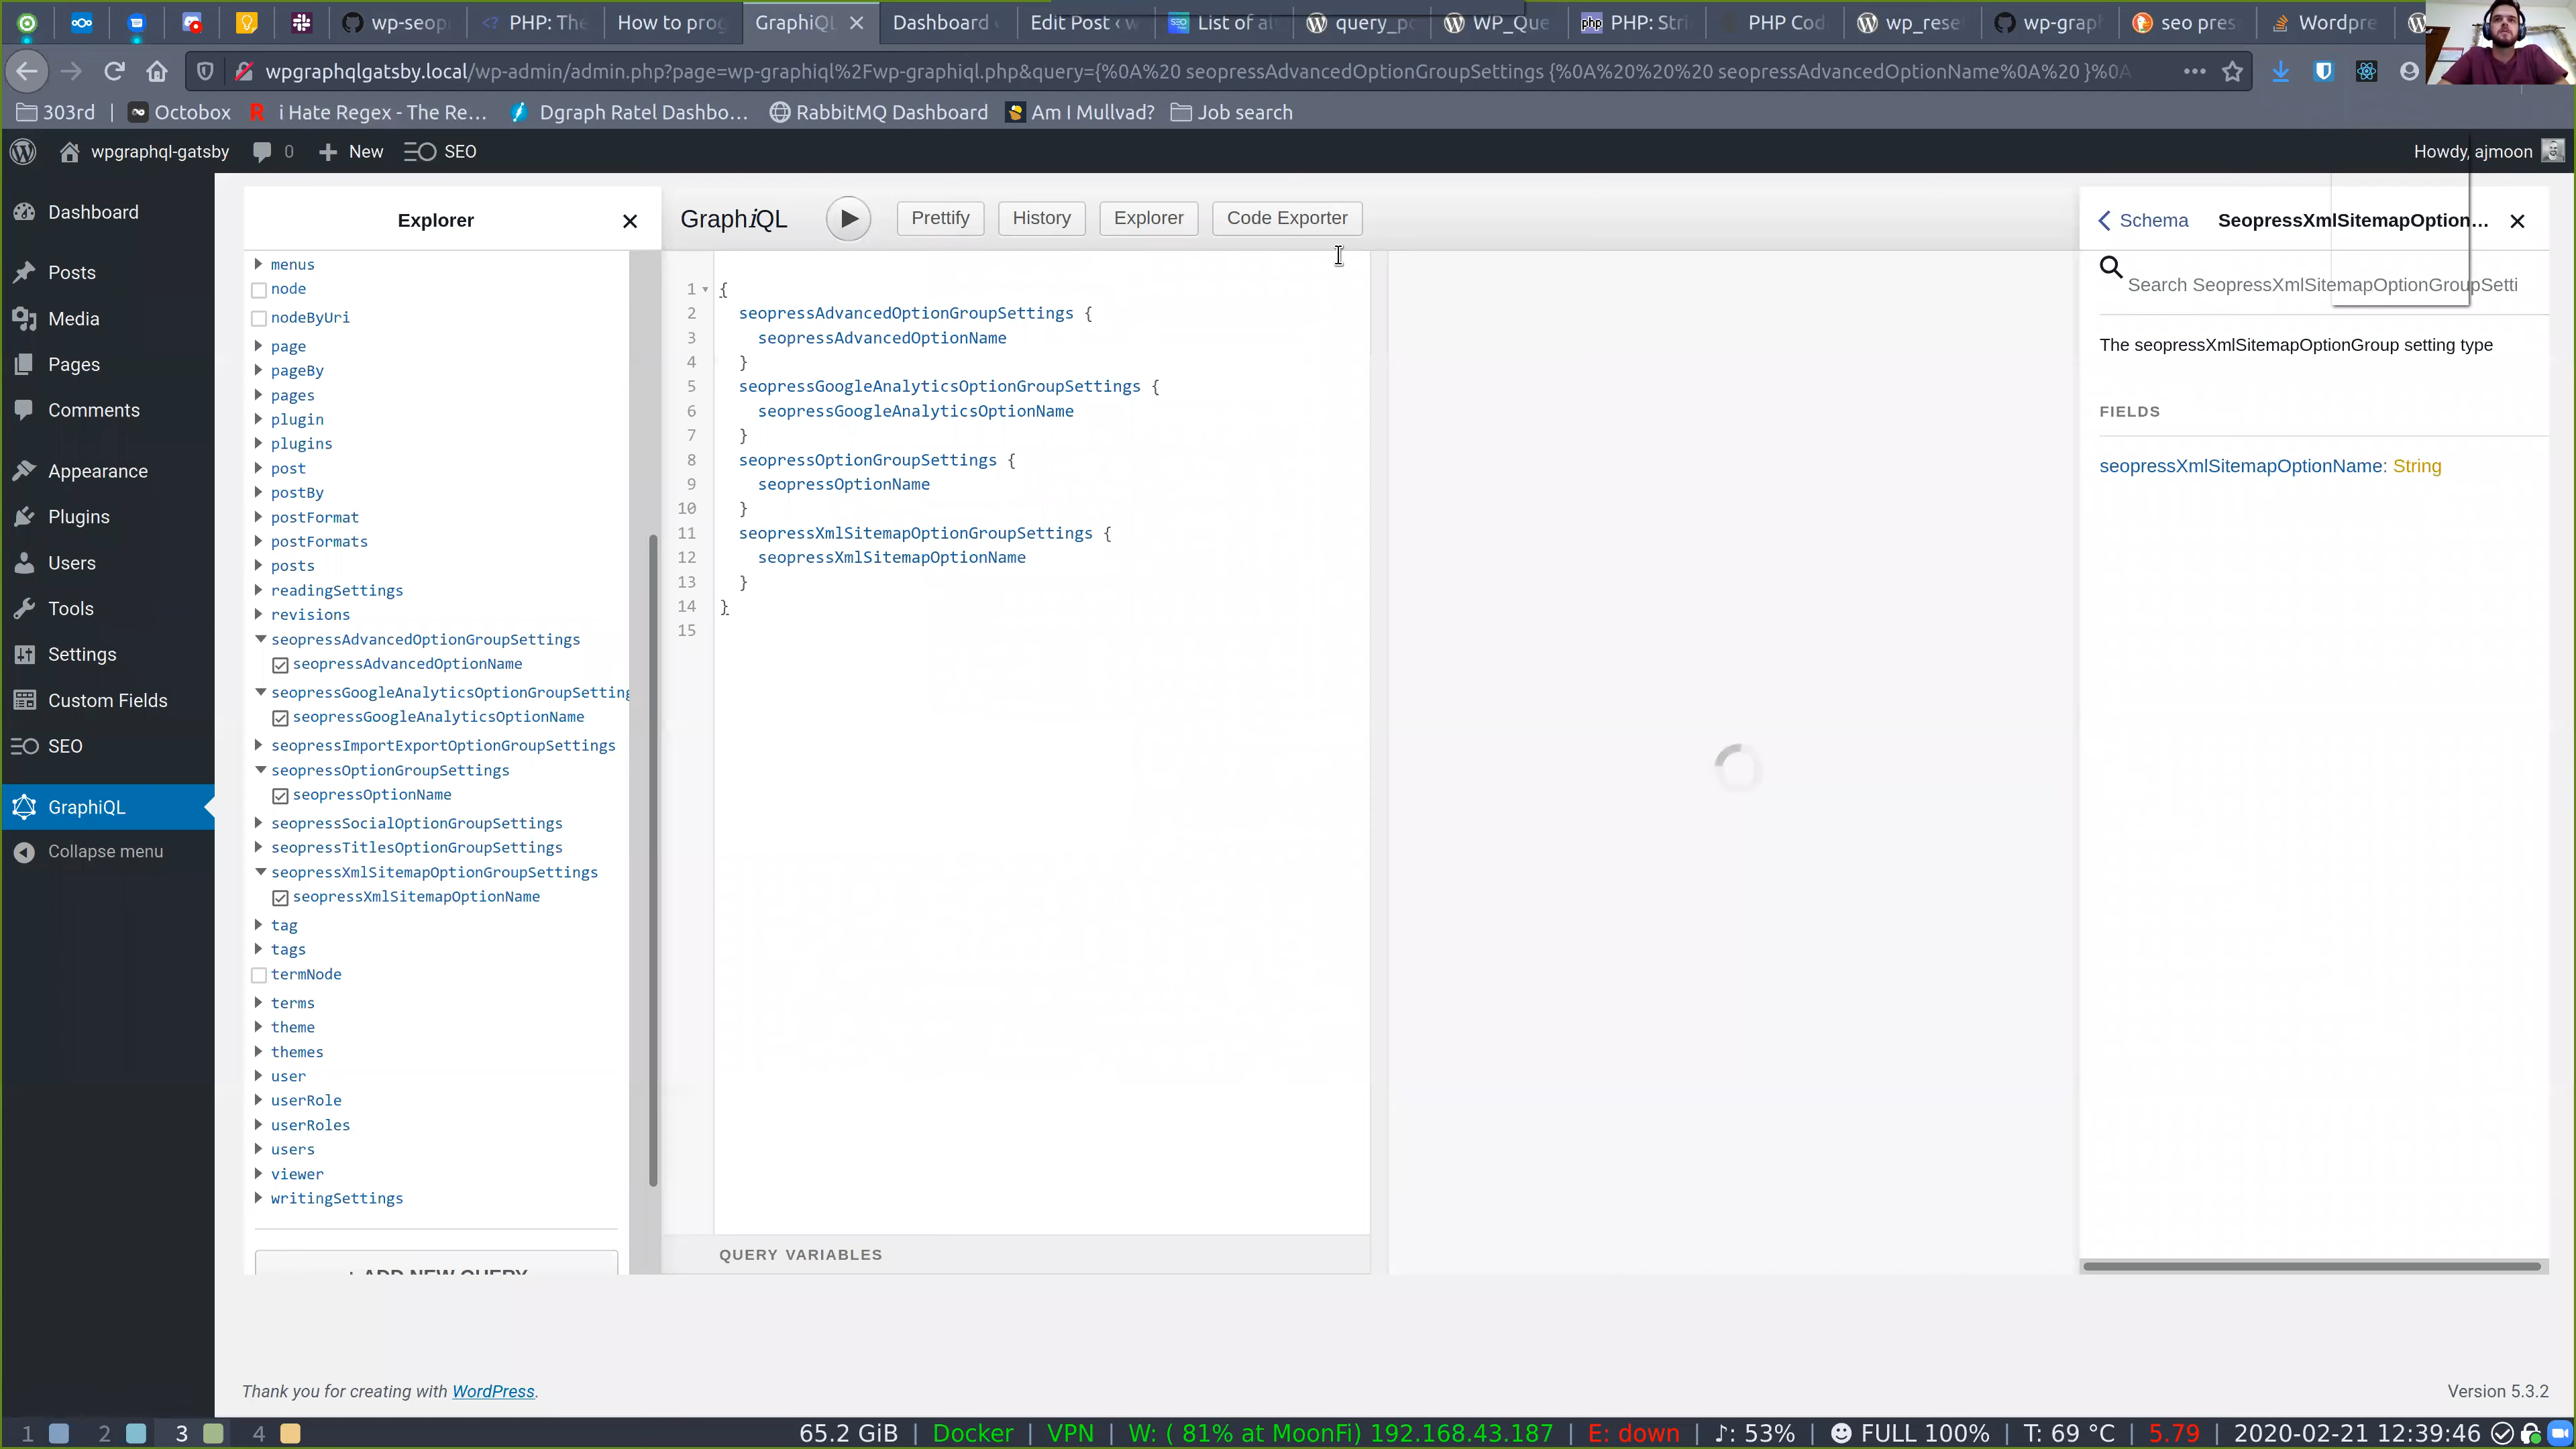 wp-seop
PHP: The
How to prog
GraphiQL
Dashboard
Edit Post ‹ w
List of al
query_p
WP_Que
PHP: Stri
PHP Cod
wp_rese
wp-grap
seo pres
Wordpre
wpgraphqlgatsby.local/wp-admin/admin.php?page=wp-graphiql%2Fwp-graphiql.php&query={%0A%20 seopressAdvancedOptionGroupSettings {%0A%20%20%20 seopressAdvancedOptionName%0A%20 }%0A
303rd | Octobox i Hate Regex - The Re… Dgraph Ratel Dashbo… RabbitMQ Dashboard Am I Mullvad? Job search
wpgraphql-gatsby 0 + New SEO Howdy, ajmoon
Dashboard
Posts
Media
Pages
Comments
Appearance
Plugins
Users
Tools
Settings
Custom Fields
SEO
GraphiQL
Collapse menu
Explorer
menus
node
nodeByUri
page
pageBy
pages
plugin
plugins
post
postBy
postFormat
postFormats
posts
readingSettings
revisions
seopressAdvancedOptionGroupSettings
seopressAdvancedOptionName
seopressGoogleAnalyticsOptionGroupSetting
seopressGoogleAnalyticsOptionName
seopressImportExportOptionGroupSettings
seopressOptionGroupSettings
seopressOptionName
seopressSocialOptionGroupSettings
seopressTitlesOptionGroupSettings
seopressXmlSitemapOptionGroupSettings
seopressXmlSitemapOptionName
tag
tags
termNode
terms
theme
themes
user
userRole
userRoles
users
viewer
writingSettings
+ ADD NEW QUERY
GraphiQL Prettify History Explorer Code Exporter
1 {
2 seopressAdvancedOptionGroupSettings {
3 seopressAdvancedOptionName
4 }
5 seopressGoogleAnalyticsOptionGroupSettings {
6 seopressGoogleAnalyticsOptionName
7 }
8 seopressOptionGroupSettings {
9 seopressOptionName
10 }
11 seopressXmlSitemapOptionGroupSettings {
12 seopressXmlSitemapOptionName
13 }
14 }
15
QUERY VARIABLES
Schema SeopressXmlSitemapOption...
Search SeopressXmlSitemapOptionGroupSetti
The seopressXmlSitemapOptionGroup setting type
FIELDS
seopressXmlSitemapOptionName: String
Thank you for creating with WordPress.
Version 5.3.2
1 2 3 4
65.2 GiB | Docker | VPN | W: ( 81% at MoonFi) 192.168.43.187 | E: down | ♪: 53% | FULL 100% | T: 69 °C | 5.79 | 2020-02-21 12:39:46